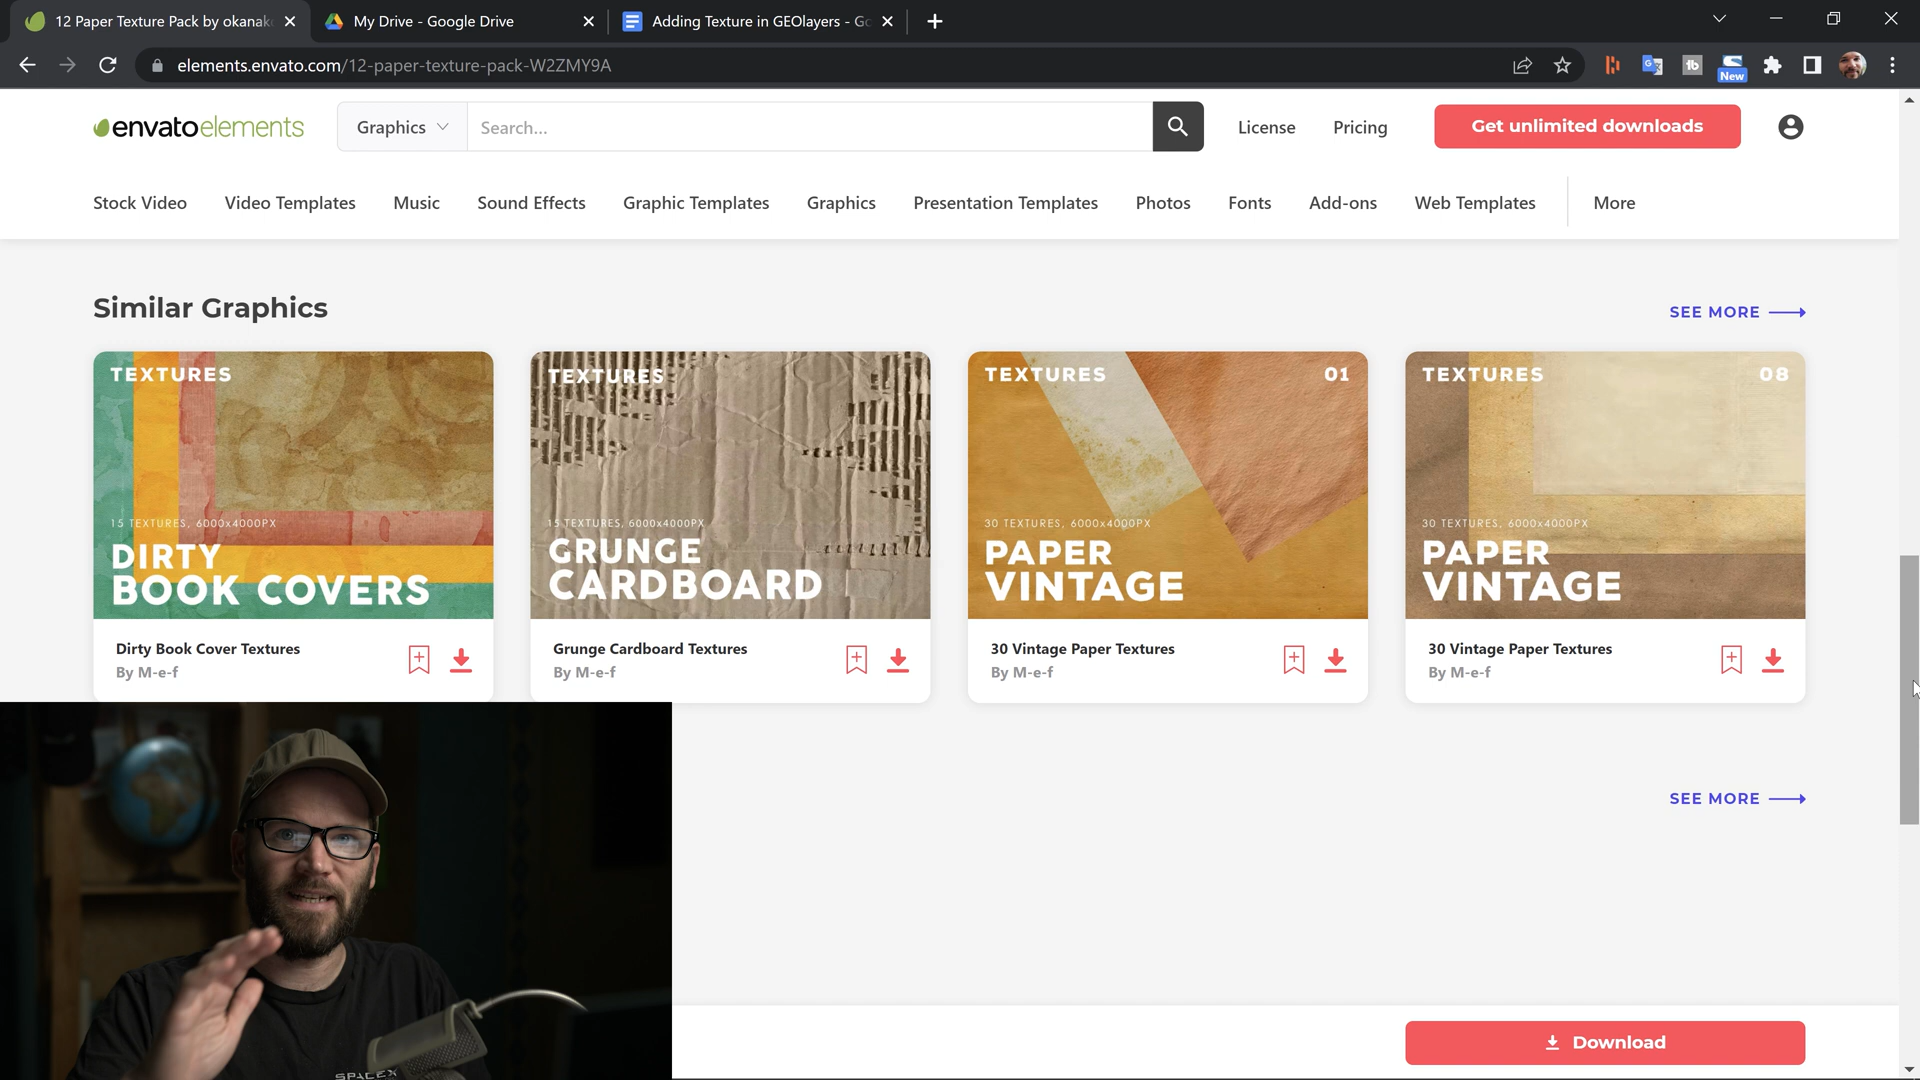 12 Paper Texture Pack by okanak
My Drive - Google Drive
Adding Texture in GEOlayers - Go
elements.envato.com/12-paper-texture-pack-W2ZMY9A
New
envatoelements
Graphics
Search...
License
Pricing
Get unlimited downloads
Stock Video
Video Templates
Music
Sound Effects
Graphic Templates
Graphics
Presentation Templates
Photos
Fonts
Add-ons
Web Templates
More
Similar Graphics
SEE MORE
TEXTURES
15 TEXTURES, 6000x4000PX
DIRTY
BOOK COVERS
Dirty Book Cover Textures
By M-e-f
TEXTURES
15 TEXTURES, 6000x4000PX
GRUNGE
CARDBOARD
Grunge Cardboard Textures
By M-e-f
TEXTURES
01
30 TEXTURES, 6000x4000PX
PAPER
VINTAGE
30 Vintage Paper Textures
By M-e-f
TEXTURES
08
30 TEXTURES, 6000x4000PX
PAPER
VINTAGE
30 Vintage Paper Textures
By M-e-f
SEE MORE
SPACEX
Download